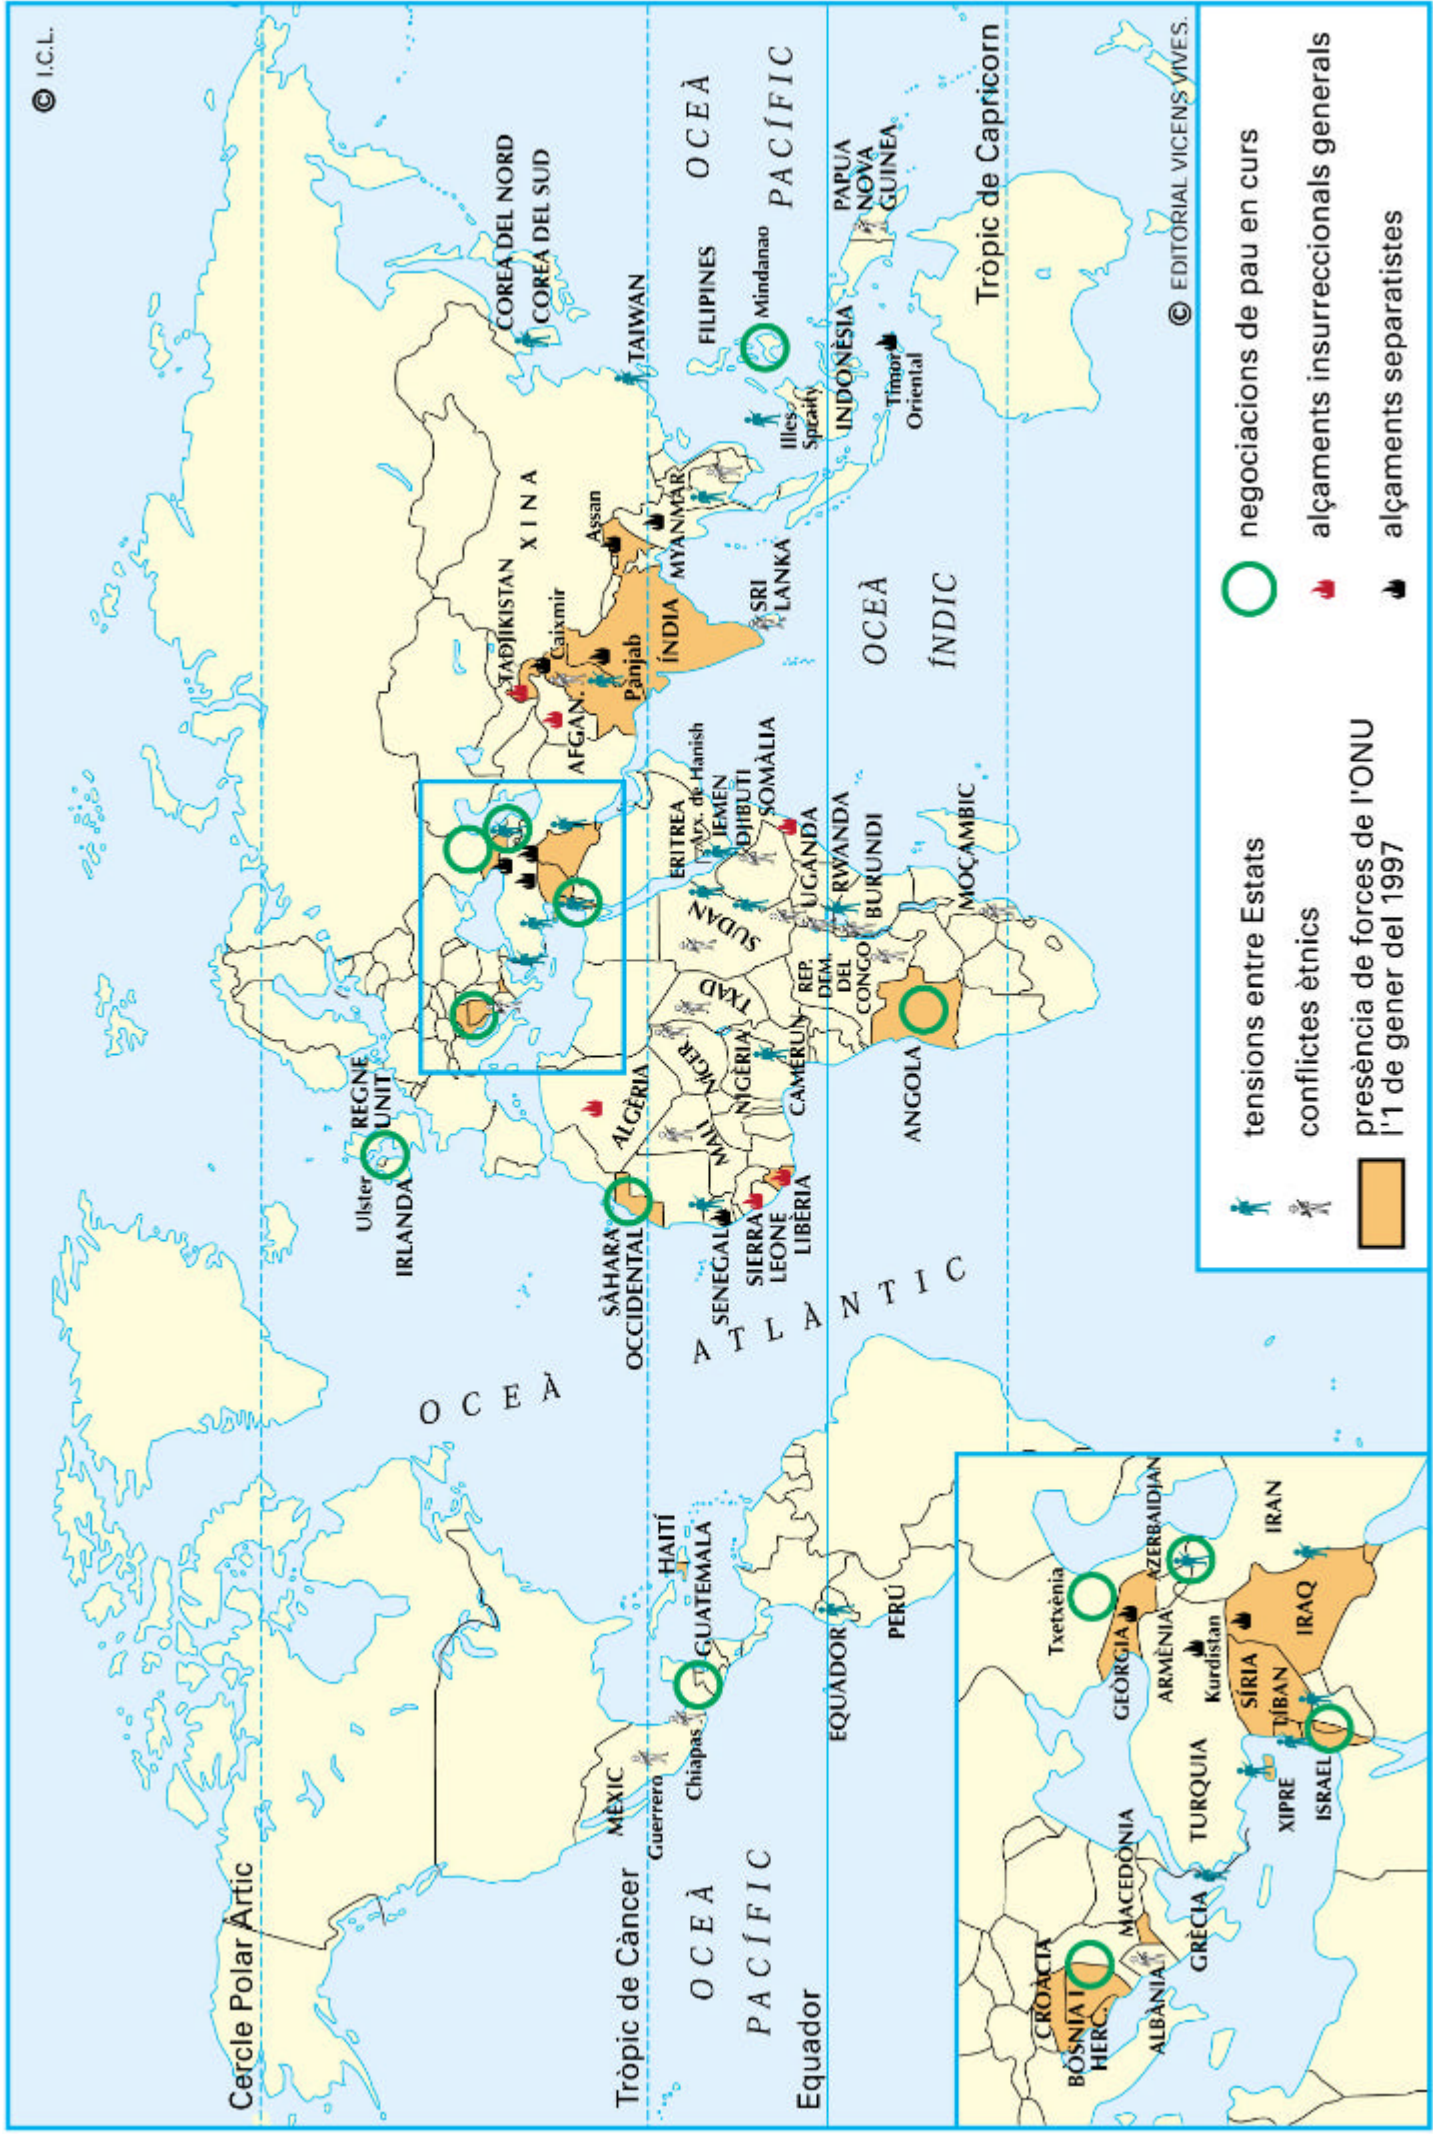 © I.C.L.
Cercle Polar Àrtic
Tròpic de Càncer
Equador
Tròpic de Capricorn
OCEÀ
PACÍFIC
OCEÀ
ATLÀNTIC
OCEÀ
ÍNDIC
OCEÀ
PACÍFIC
MÈXIC
Guerrero
Chiapas
GUATEMALA
HAITÍ
EQUADOR
PERÚ
Ulster
IRLANDA
REGNE
UNIT
SÀHARA
OCCIDENTAL
ALGÈRIA
SENEGAL
SIERRA
LEONE
LIBÈRIA
MALI
NÍGER
NIGÈRIA
CAMERUN
TXAD
SUDAN
REP.
DEM.
DEL
CONGO
ANGOLA
ERITREA
Arx. de Hanish
IEMEN
DJIBUTI
SOMÀLIA
UGANDA
RWANDA
BURUNDI
MOÇAMBIC
TADJIKISTAN
AFGAN.
Caixmir
Panjab
ÍNDIA
Assan
XINA
MYANMAR
SRI
LANKA
COREA DEL NORD
COREA DEL SUD
TAIWAN
FILIPINES
Mindanao
Illes
Spratly
INDONÈSIA
Timor
Oriental
PAPUA
NOVA
GUINEA
© EDITORIAL VICENS VIVES.
CROÀCIA
BÒSNIA I
HERC.
ALBÀNIA
MACEDÒNIA
GRÈCIA
TURQUIA
XIPRE
ISRAEL
LÍBAN
SÍRIA
Kurdistan
IRAQ
IRAN
Txetxènia
GEÒRGIA
ARMÈNIA
AZERBAIDJAN
tensions entre Estats
conflictes ètnics
presència de forces de l'ONU
l'1 de gener del 1997
negociacions de pau en curs
alçaments insurreccionals generals
alçaments separatistes